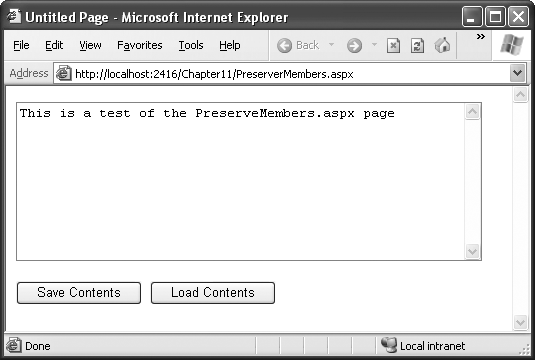 Untitled Page - Microsoft Internet Explorer
File Edit View Favorites Tools Help Back »
Address http://localhost:2416/Chapter11/PreserverMembers.aspx
This is a test of the PreserveMembers.aspx page
Save Contents Load Contents
Done Local intranet